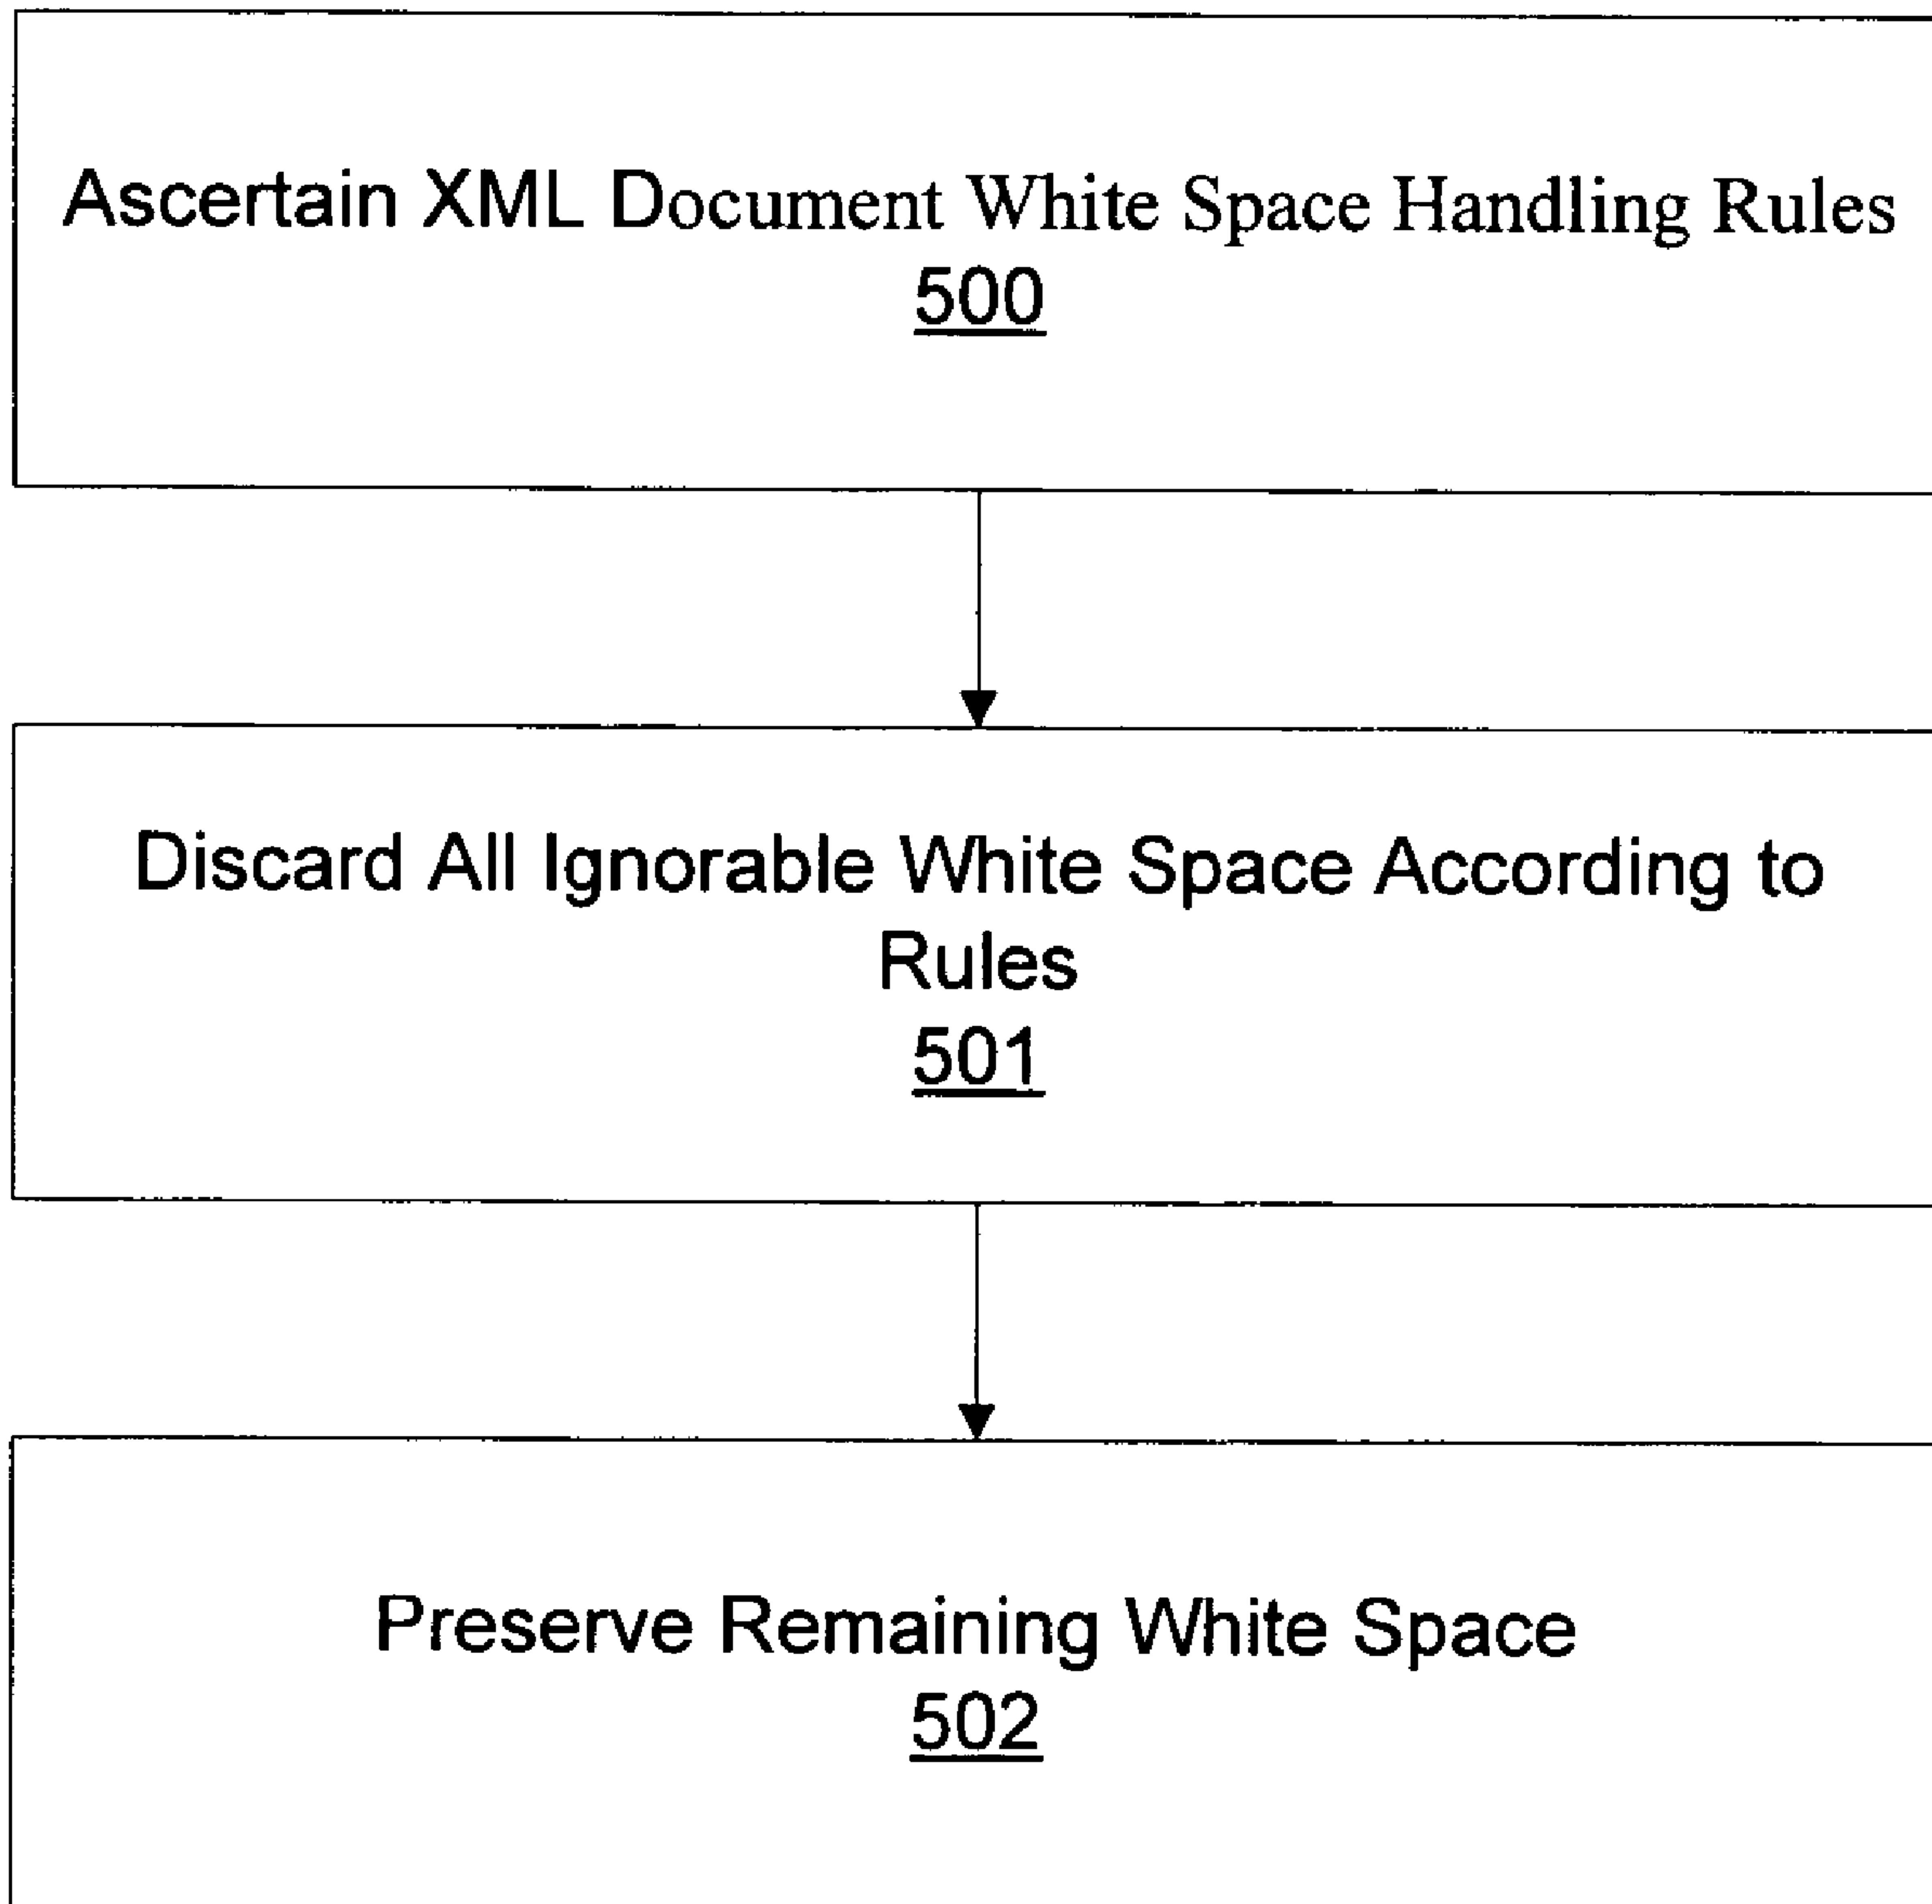 Ascertain XML Document White Space Handling Rules
500
Discard All Ignorable White Space According to
Rules
501
Preserve Remaining White Space
502